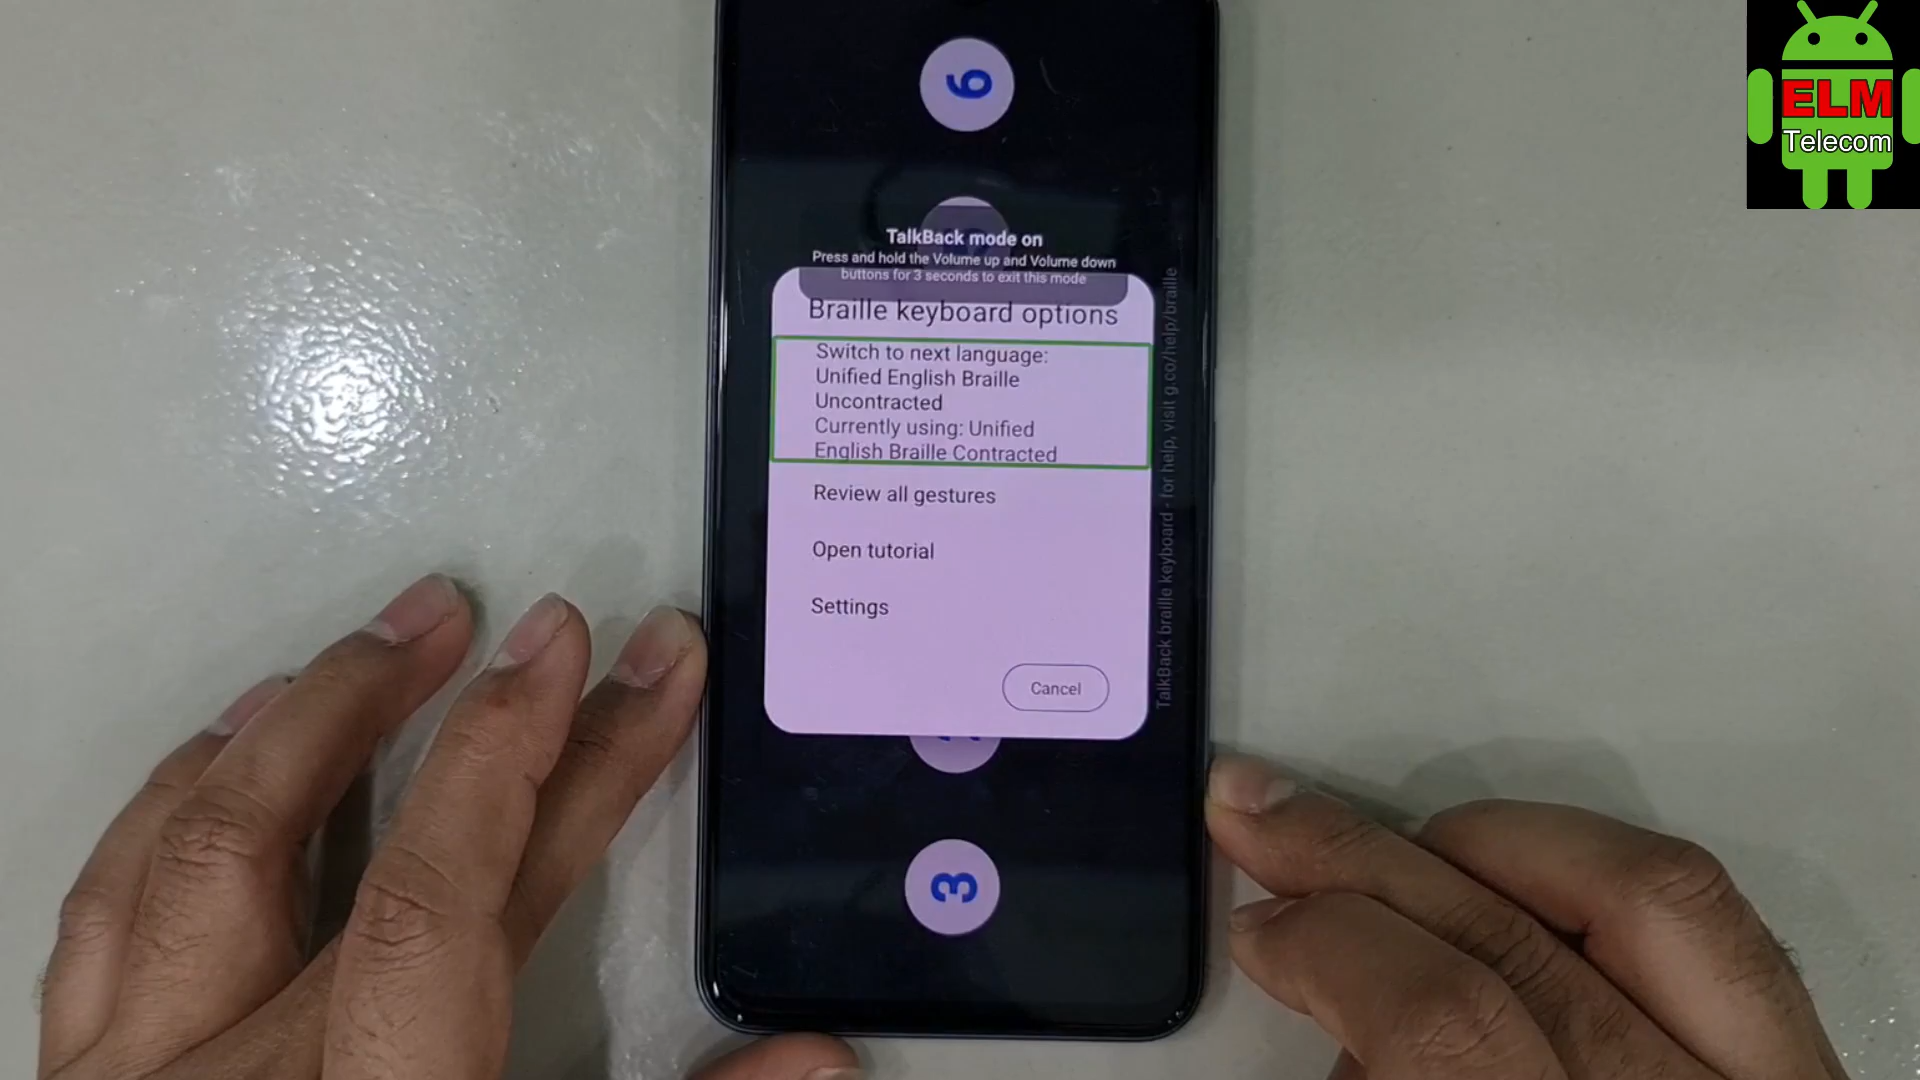 6
TalkBack mode on
Press and hold the Volume up and Volume down
buttons for 3 seconds to exit this mode
Braille keyboard options
Switch to next language:
Unified English Braille
Uncontracted
Currently using: Unified
English Braille Contracted
Review all gestures
Open tutorial
Settings
Cancel
3
TalkBack braille keyboard - for help, visit g.co/help/braille
ELM
Telecom